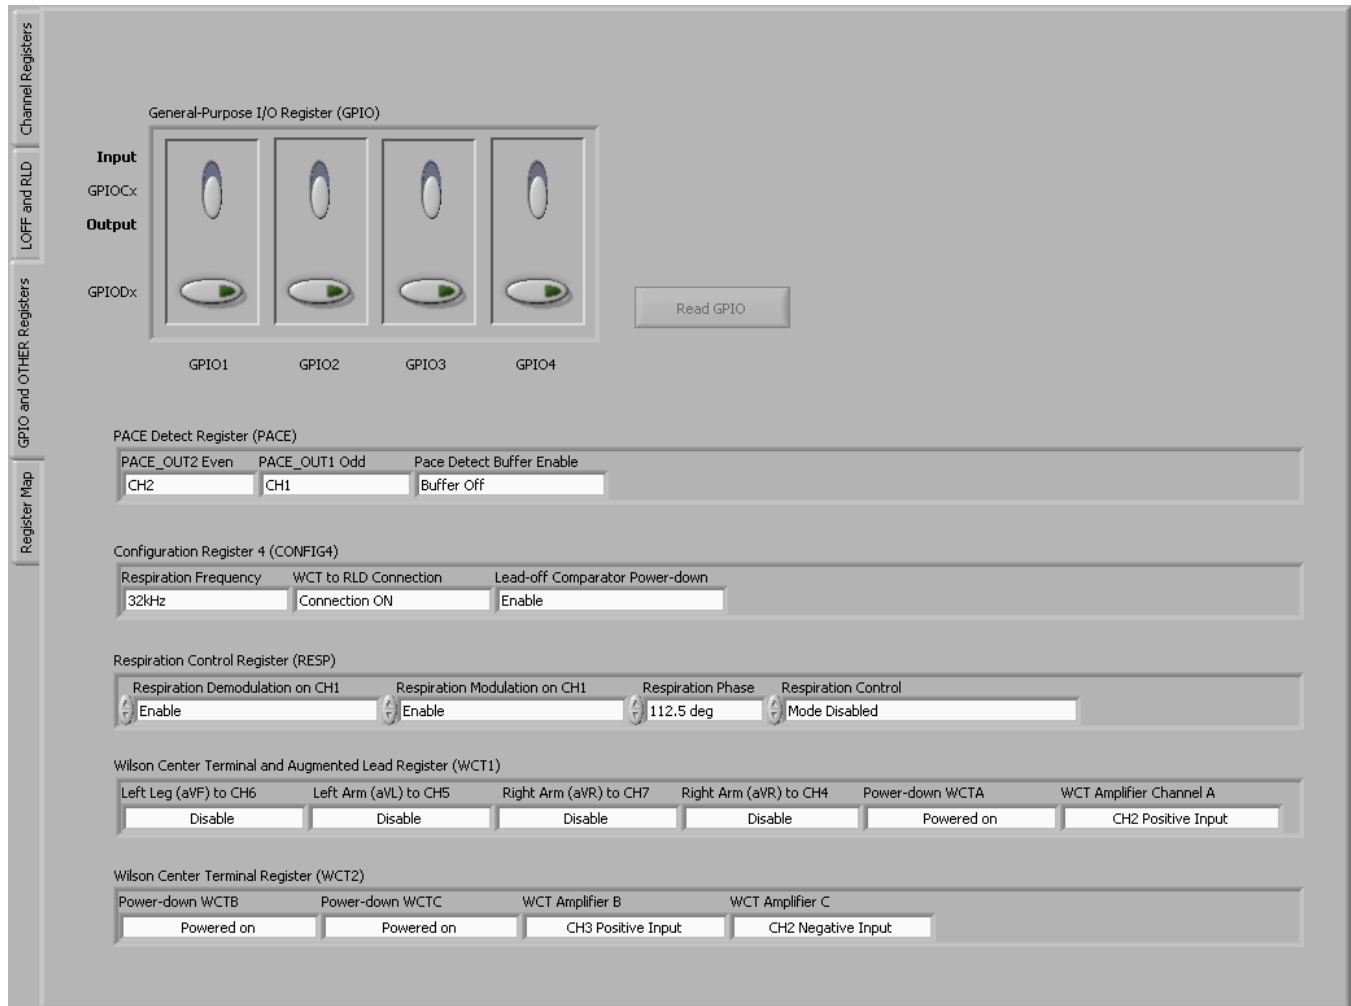 Channel Registers
LOFF and RLD
GPIO and OTHER Registers
Register Map
General-Purpose I/O Register (GPIO)
Input
GPIOCx
Output
GPIODx
Read GPIO
GPIO1 GPIO2 GPIO3 GPIO4
PACE Detect Register (PACE)
PACE_OUT2 Even PACE_OUT1 Odd Pace Detect Buffer Enable
CH2 CH1 Buffer Off
Configuration Register 4 (CONFIG4)
Respiration Frequency WCT to RLD Connection Lead-off Comparator Power-down
32kHz Connection ON Enable
Respiration Control Register (RESP)
Respiration Demodulation on CH1 Respiration Modulation on CH1 Respiration Phase Respiration Control
Enable Enable 112.5 deg Mode Disabled
Wilson Center Terminal and Augmented Lead Register (WCT1)
Left Leg (aVF) to CH6 Left Arm (aVL) to CH5 Right Arm (aVR) to CH7 Right Arm (aVR) to CH4 Power-down WCTA WCT Amplifier Channel A
Disable Disable Disable Disable Powered on CH2 Positive Input
Wilson Center Terminal Register (WCT2)
Power-down WCTB Power-down WCTC WCT Amplifier B WCT Amplifier C
Powered on Powered on CH3 Positive Input CH2 Negative Input